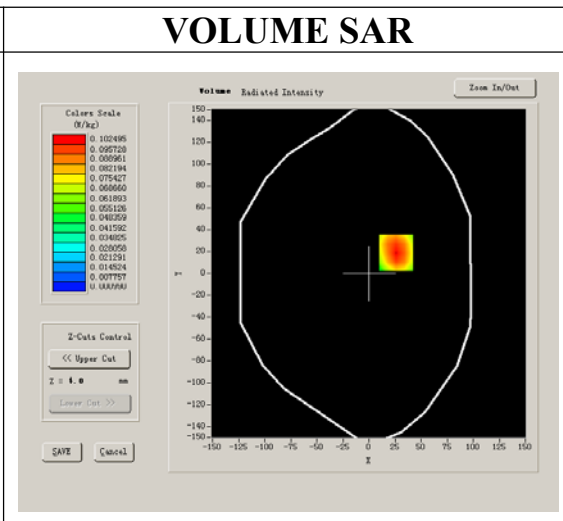 VOLUME SAR
Volume Radiated Intensity
Zoom In/Out
Colors Scale
(W/kg)
0.102495
0.095728
0.088961
0.082194
0.075427
0.068660
0.061893
0.055126
0.048359
0.041592
0.034825
0.028058
0.021291
0.014524
0.007757
150
140
120
100
80
60
40
20
0
-20
-40
-60
-80
-100
-120
-140
-150
Y
-150 -125 -100 -75 -50 -25 0 25 50 75 100 125 150
X
Z-Cuts Control
<< Upper Cut
mm
Lower Cut >>
SAVE
Cancel